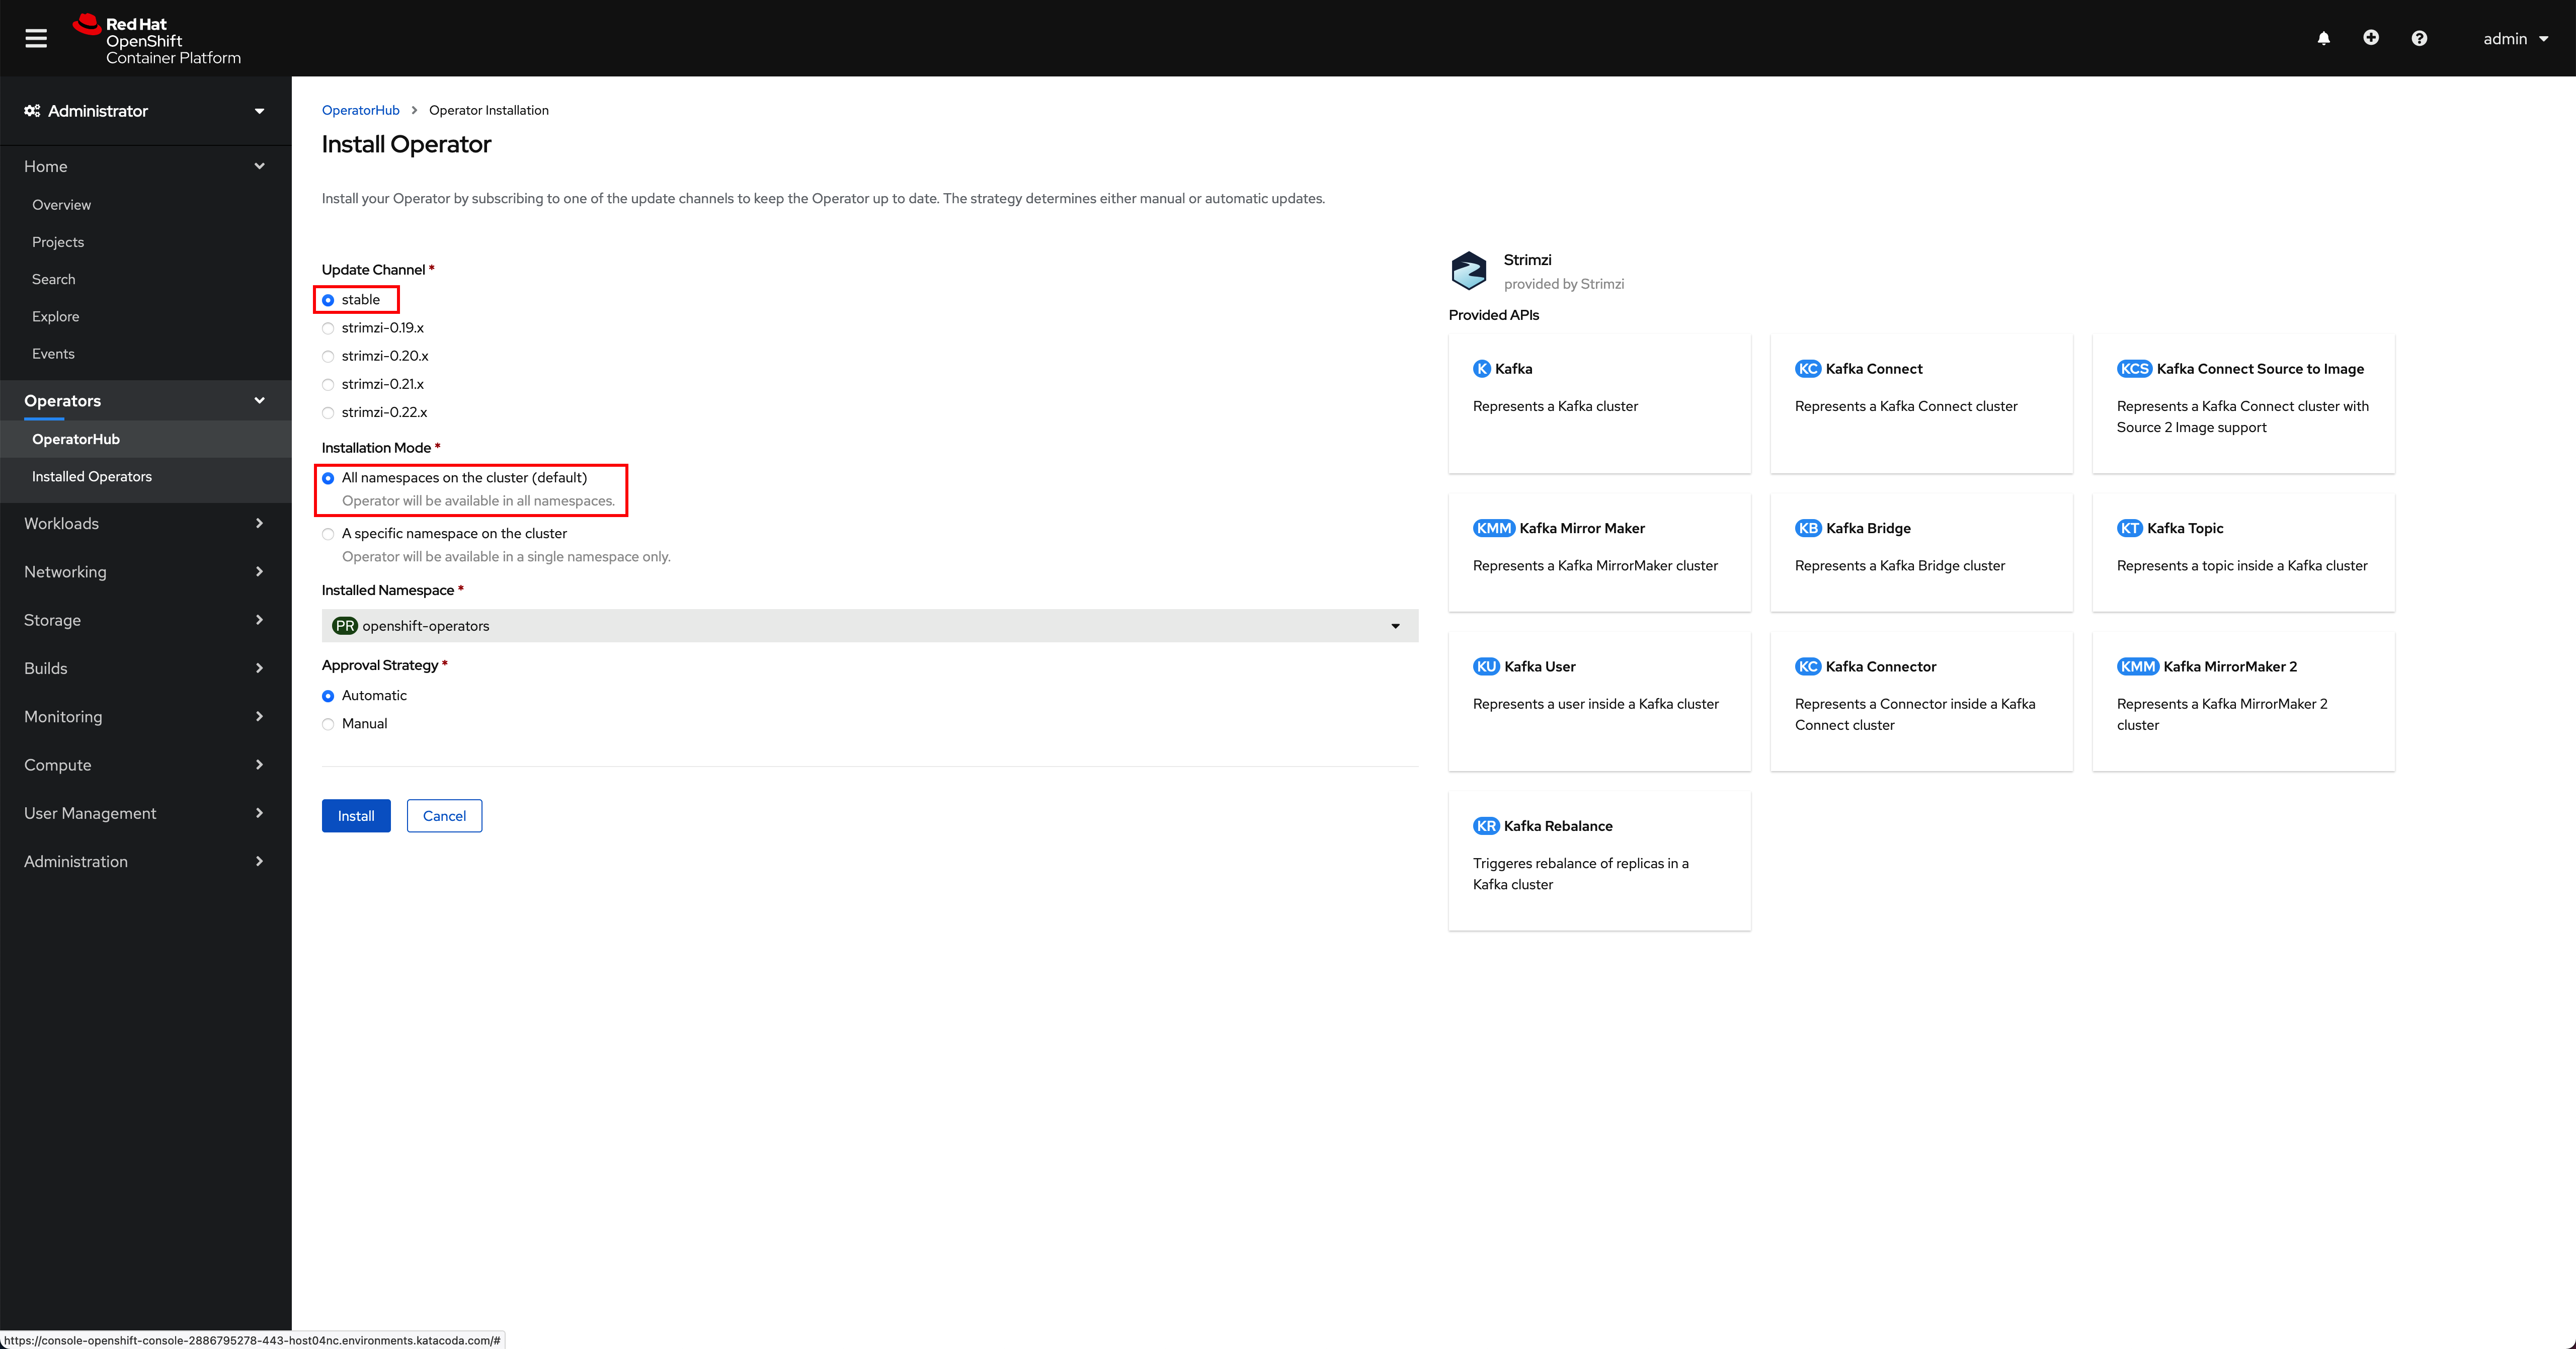 Red Hat
OpenShift
Container Platform
admin
Administrator
Home
Overview
Projects
Search
Explore
Events
Operators
OperatorHub
Installed Operators
Workloads
Networking
Storage
Builds
Monitoring
Compute
User Management
Administration
OperatorHub > Operator Installation
Install Operator
Install your Operator by subscribing to one of the update channels to keep the Operator up to date. The strategy determines either manual or automatic updates.
Update Channel *
stable
strimzi-0.19.x
strimzi-0.20.x
strimzi-0.21.x
strimzi-0.22.x
Installation Mode *
All namespaces on the cluster (default)
Operator will be available in all namespaces.
A specific namespace on the cluster
Operator will be available in a single namespace only.
Installed Namespace *
PR openshift-operators
Approval Strategy *
Automatic
Manual
Install Cancel
Strimzi
provided by Strimzi
Provided APIs
K Kafka
Represents a Kafka cluster
KC Kafka Connect
Represents a Kafka Connect cluster
KCS Kafka Connect Source to Image
Represents a Kafka Connect cluster with
Source 2 Image support
KMM Kafka Mirror Maker
Represents a Kafka MirrorMaker cluster
KB Kafka Bridge
Represents a Kafka Bridge cluster
KT Kafka Topic
Represents a topic inside a Kafka cluster
KU Kafka User
Represents a user inside a Kafka cluster
KC Kafka Connector
Represents a Connector inside a Kafka
Connect cluster
KMM Kafka MirrorMaker 2
Represents a Kafka MirrorMaker 2
cluster
KR Kafka Rebalance
Triggeres rebalance of replicas in a
Kafka cluster
https://console-openshift-console-2886795278-443-host04nc.environments.katacoda.com/#